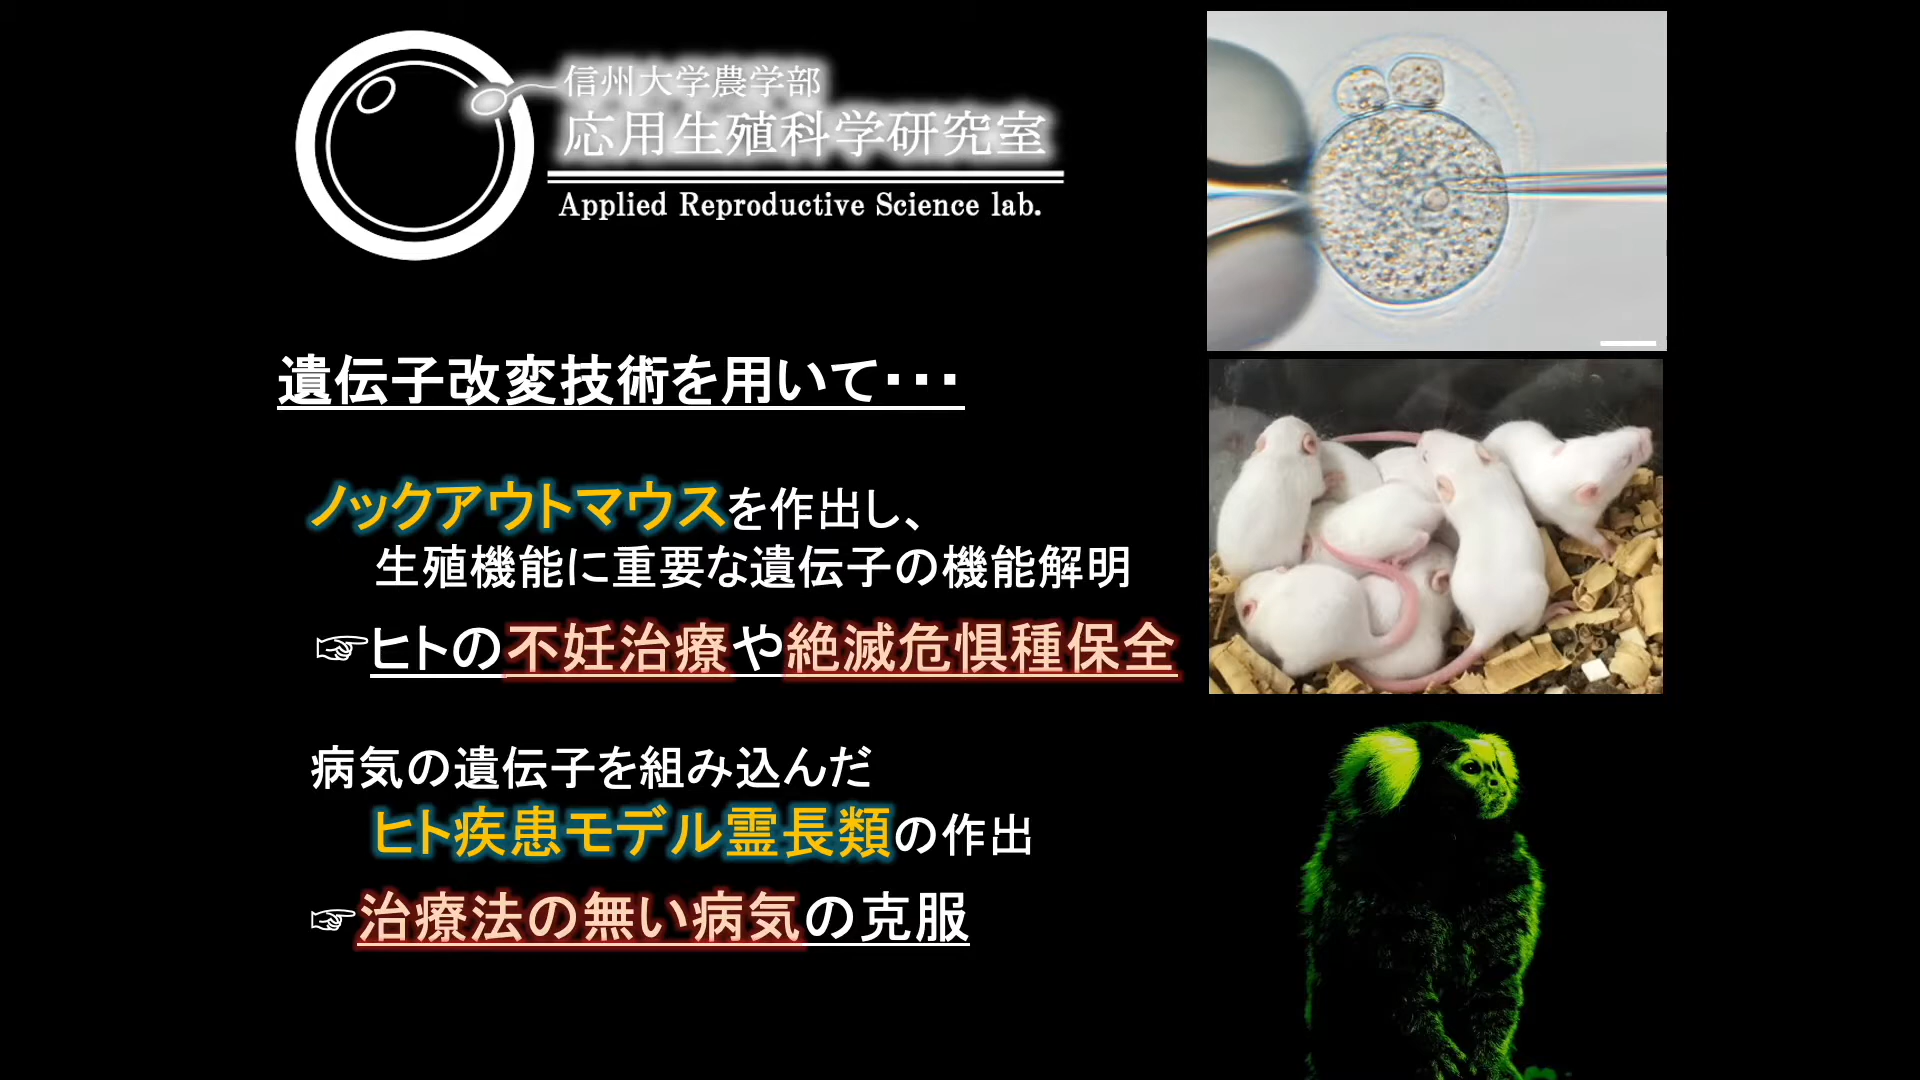 信州大学農学部
応用生殖科学研究室
Applied Reproductive Science lab.
遺伝子改変技術を用いて･･･
ノックアウトマウスを作出し、
生殖機能に重要な遺伝子の機能解明
☞ヒトの不妊治療や絶滅危惧種保全
病気の遺伝子を組み込んだ
ヒト疾患モデル霊長類の作出
☞治療法の無い病気の克服